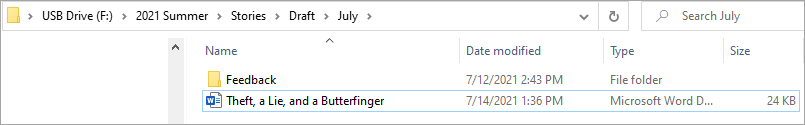 USB Drive (F:) > 2021 Summer > Stories > Draft > July > Search July
Name Date modified Type Size
Feedback 7/12/2021 2:43 PM File folder
Theft, a Lie, and a Butterfinger 7/14/2021 1:36 PM Microsoft Word D... 24 KB